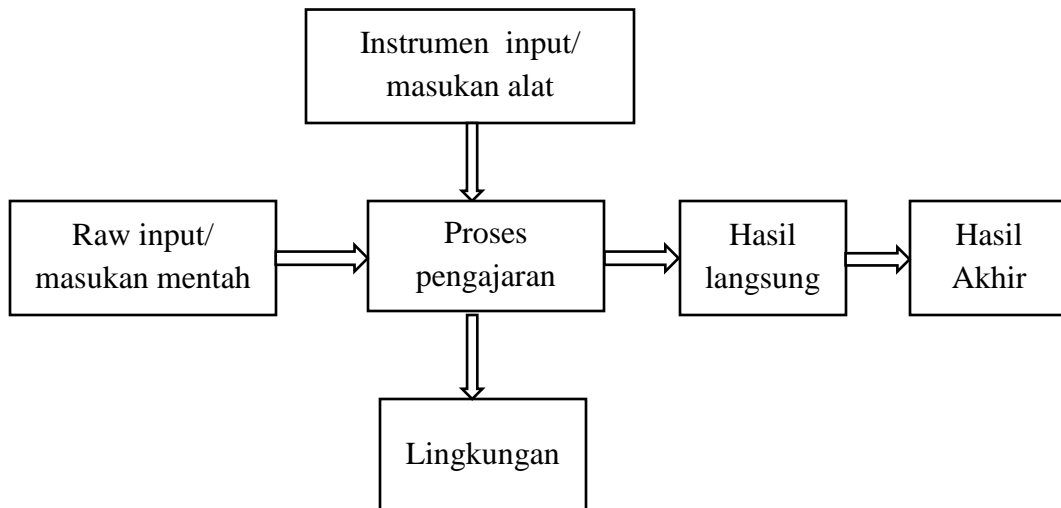 Instrumen input/
masukan alat
Raw input/
masukan mentah
Proses
pengajaran
Hasil
langsung
Hasil
Akhir
Lingkungan